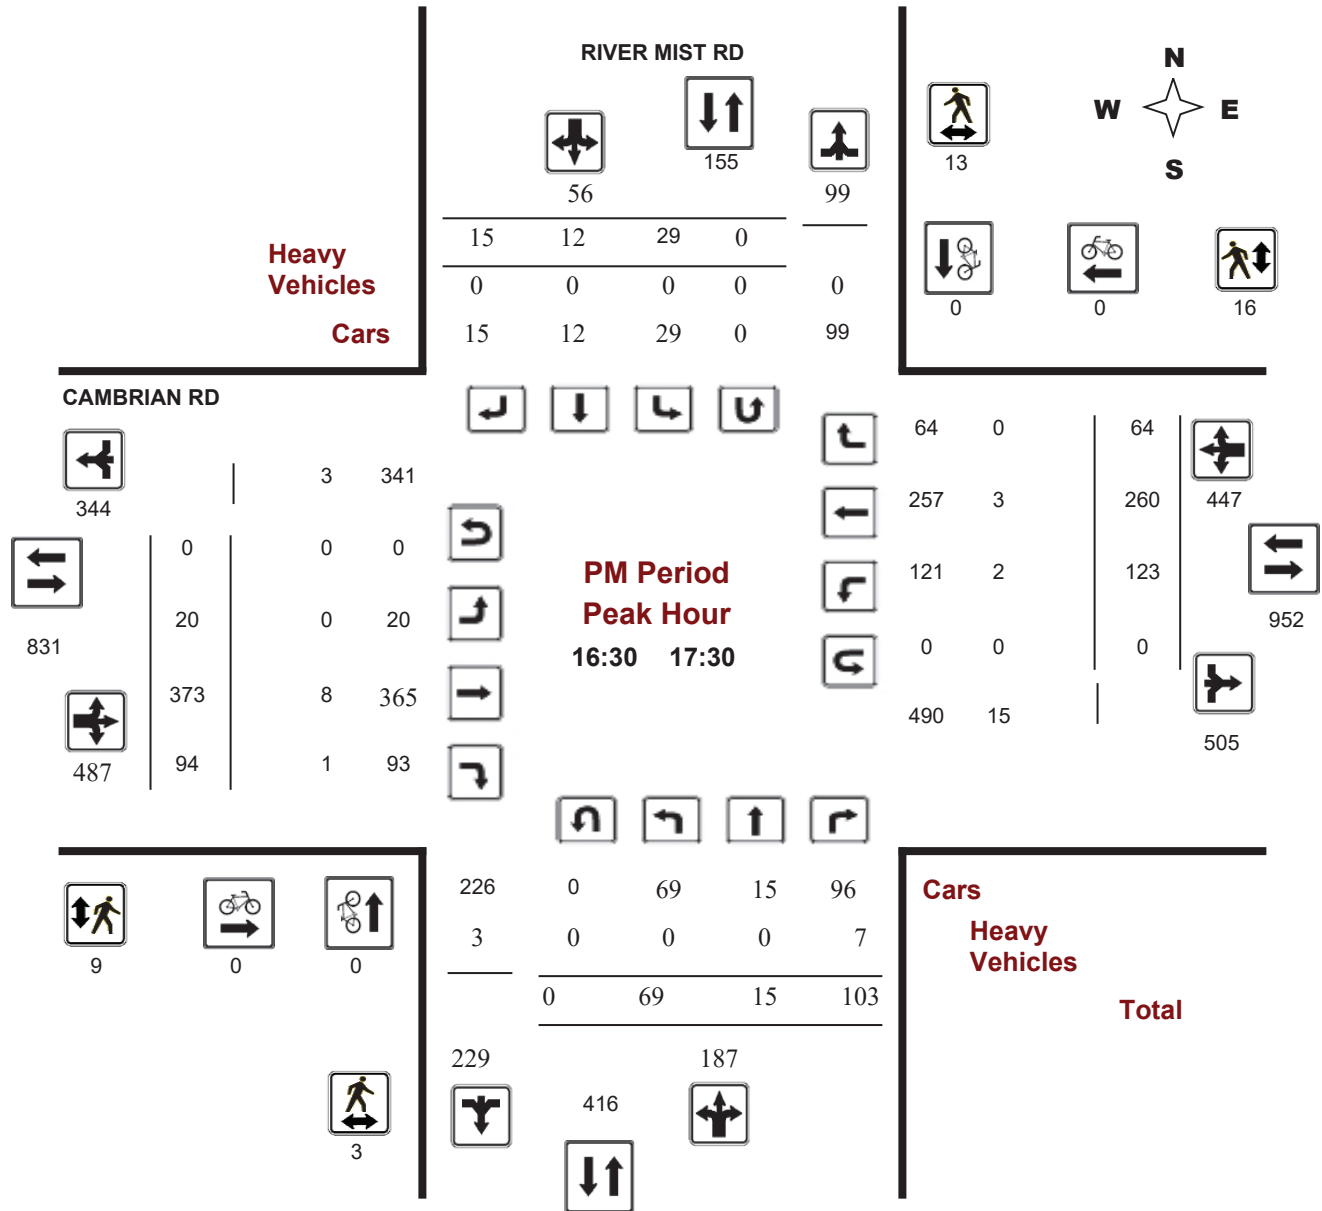 RIVER MIST RD
N
W E
S
155
13
56 99
15 12 29 0
Heavy
Vehicles
0 0 0 0 0
Cars
15 12 29 0 99
0 0 16
CAMBRIAN RD
64 0 64
3 341
344
257 3 260 447
0 0 0
PM Period
Peak Hour
16:30 17:30
121 2 123
20 0 20
831
952
0 0 0
373 8 365
490 15
505
487 94 1 93
226 0 69 15 96
Cars
3 0 0 0 7
Heavy
Vehicles
9 0 0
0 69 15 103
Total
229 187
416
3